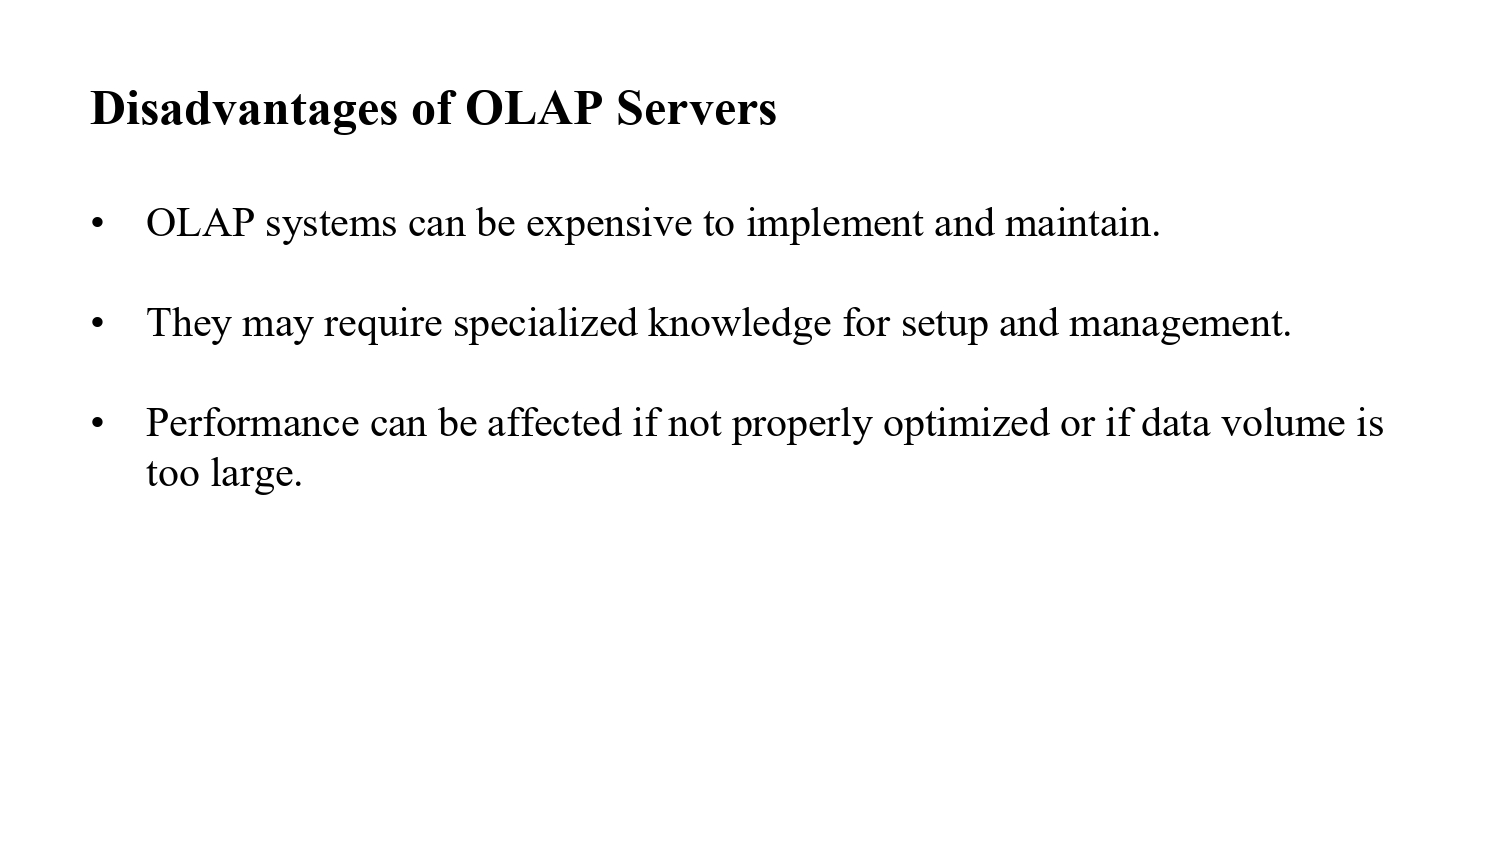 Disadvantages of OLAP Servers
• OLAP systems can be expensive to implement and maintain.
• They may require specialized knowledge for setup and management.
• Performance can be affected if not properly optimized or if data volume is
too large.